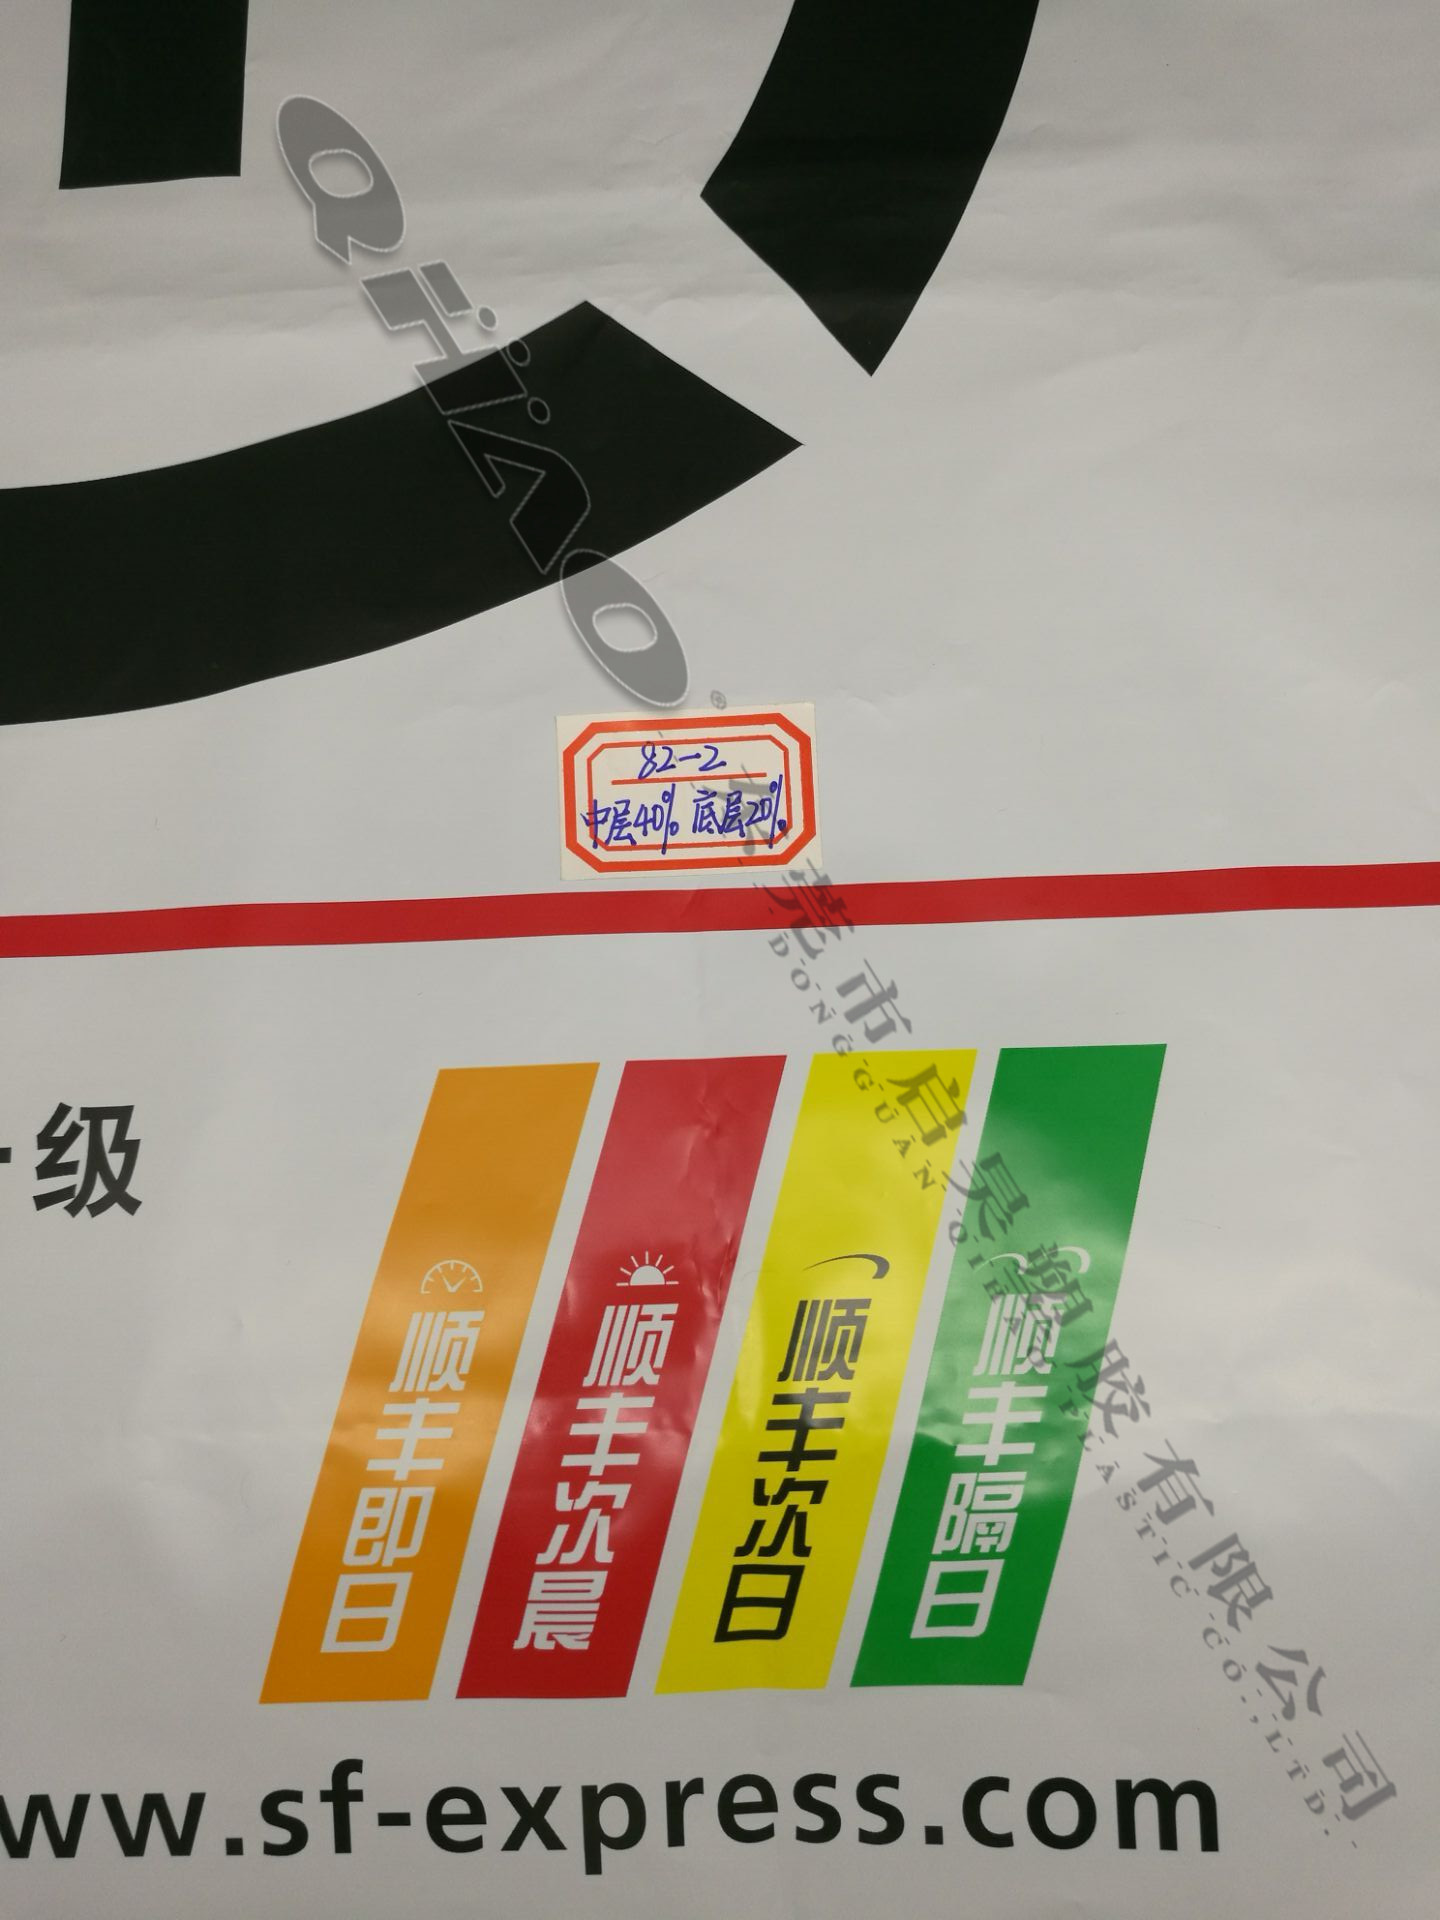 QiHAO®
82-2
中层40% 底层20%
东莞市启昊塑胶有限公司
DONGGUAN QIHAO PLASTIC CO.,LTD.
级
顺丰即日
顺丰次晨
顺丰次日
顺丰隔日
ww.sf-express.com